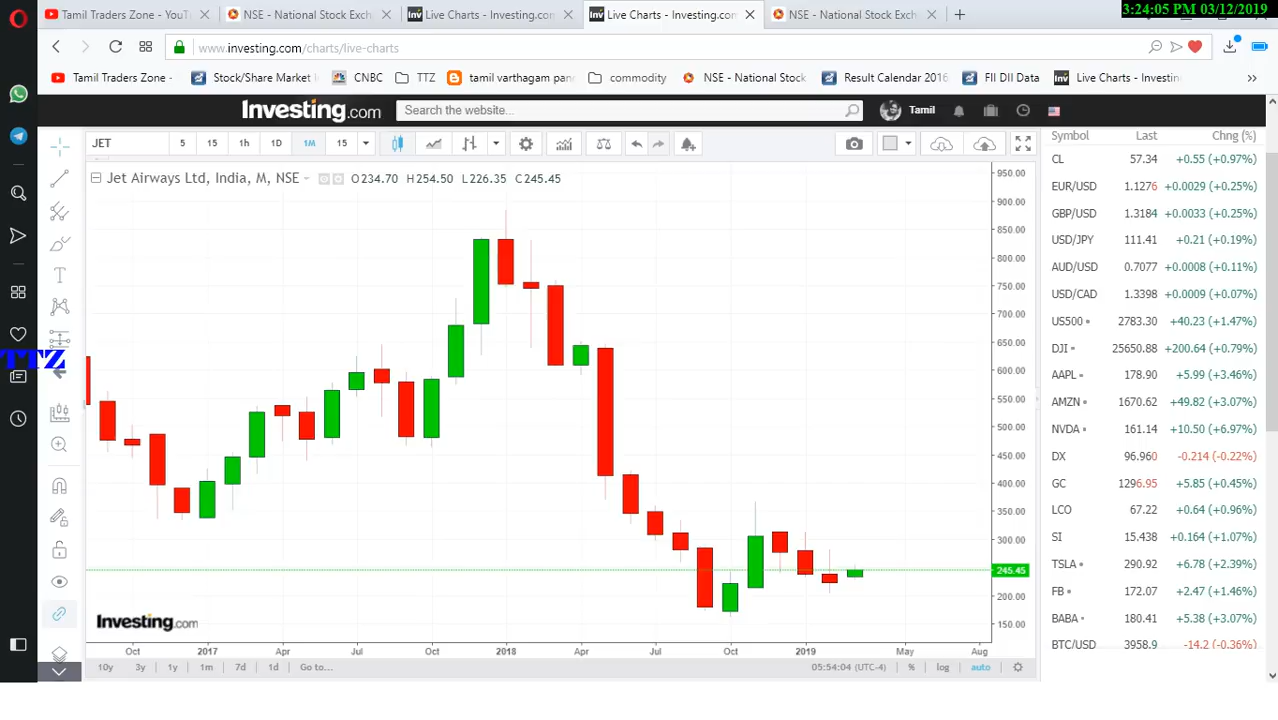 3:24:05 PM 03/12/2019
Tamil Traders Zone - YouT
NSE - National Stock Exch
Live Charts - Investing.com
Live Charts - Investing.com
NSE - National Stock Exch
www.investing.com/charts/live-charts
Tamil Traders Zone -
Stock/Share Market
CNBC
TTZ
tamil varthagam pan
commodity
NSE - National Stock
Result Calendar 2016
FII DII Data
Live Charts - Investin
Investing.com
Search the website...
Tamil
JET 5 15 1h 1D 1M 15
Jet Airways Ltd, India, M, NSE O234.70 H254.50 L226.35 C245.45
950.00
900.00
850.00
800.00
750.00
700.00
650.00
600.00
550.00
500.00
450.00
400.00
350.00
300.00
245.45
200.00
150.00
TTZ
Investing.com
Oct 2017 Apr Jul Oct 2018 Apr Jul Oct 2019 May Aug
10y 3y 1y 1m 7d 1d Go to... 05:54:04 (UTC-4) % log auto
Symbol Last Chng (%)
CL 57.34 +0.55 (+0.97%)
EUR/USD 1.1276 +0.0029 (+0.25%)
GBP/USD 1.3184 +0.0033 (+0.25%)
USD/JPY 111.41 +0.21 (+0.19%)
AUD/USD 0.7077 +0.0008 (+0.11%)
USD/CAD 1.3398 +0.0009 (+0.07%)
US500 2783.30 +40.23 (+1.47%)
DJI 25650.88 +200.64 (+0.79%)
AAPL 178.90 +5.99 (+3.46%)
AMZN 1670.62 +49.82 (+3.07%)
NVDA 161.14 +10.50 (+6.97%)
DX 96.960 -0.214 (-0.22%)
GC 1296.95 +5.85 (+0.45%)
LCO 67.22 +0.64 (+0.96%)
SI 15.438 +0.164 (+1.07%)
TSLA 290.92 +6.78 (+2.39%)
FB 172.07 +2.47 (+1.46%)
BABA 180.41 +5.38 (+3.07%)
BTC/USD 3958.9 -14.2 (-0.36%)